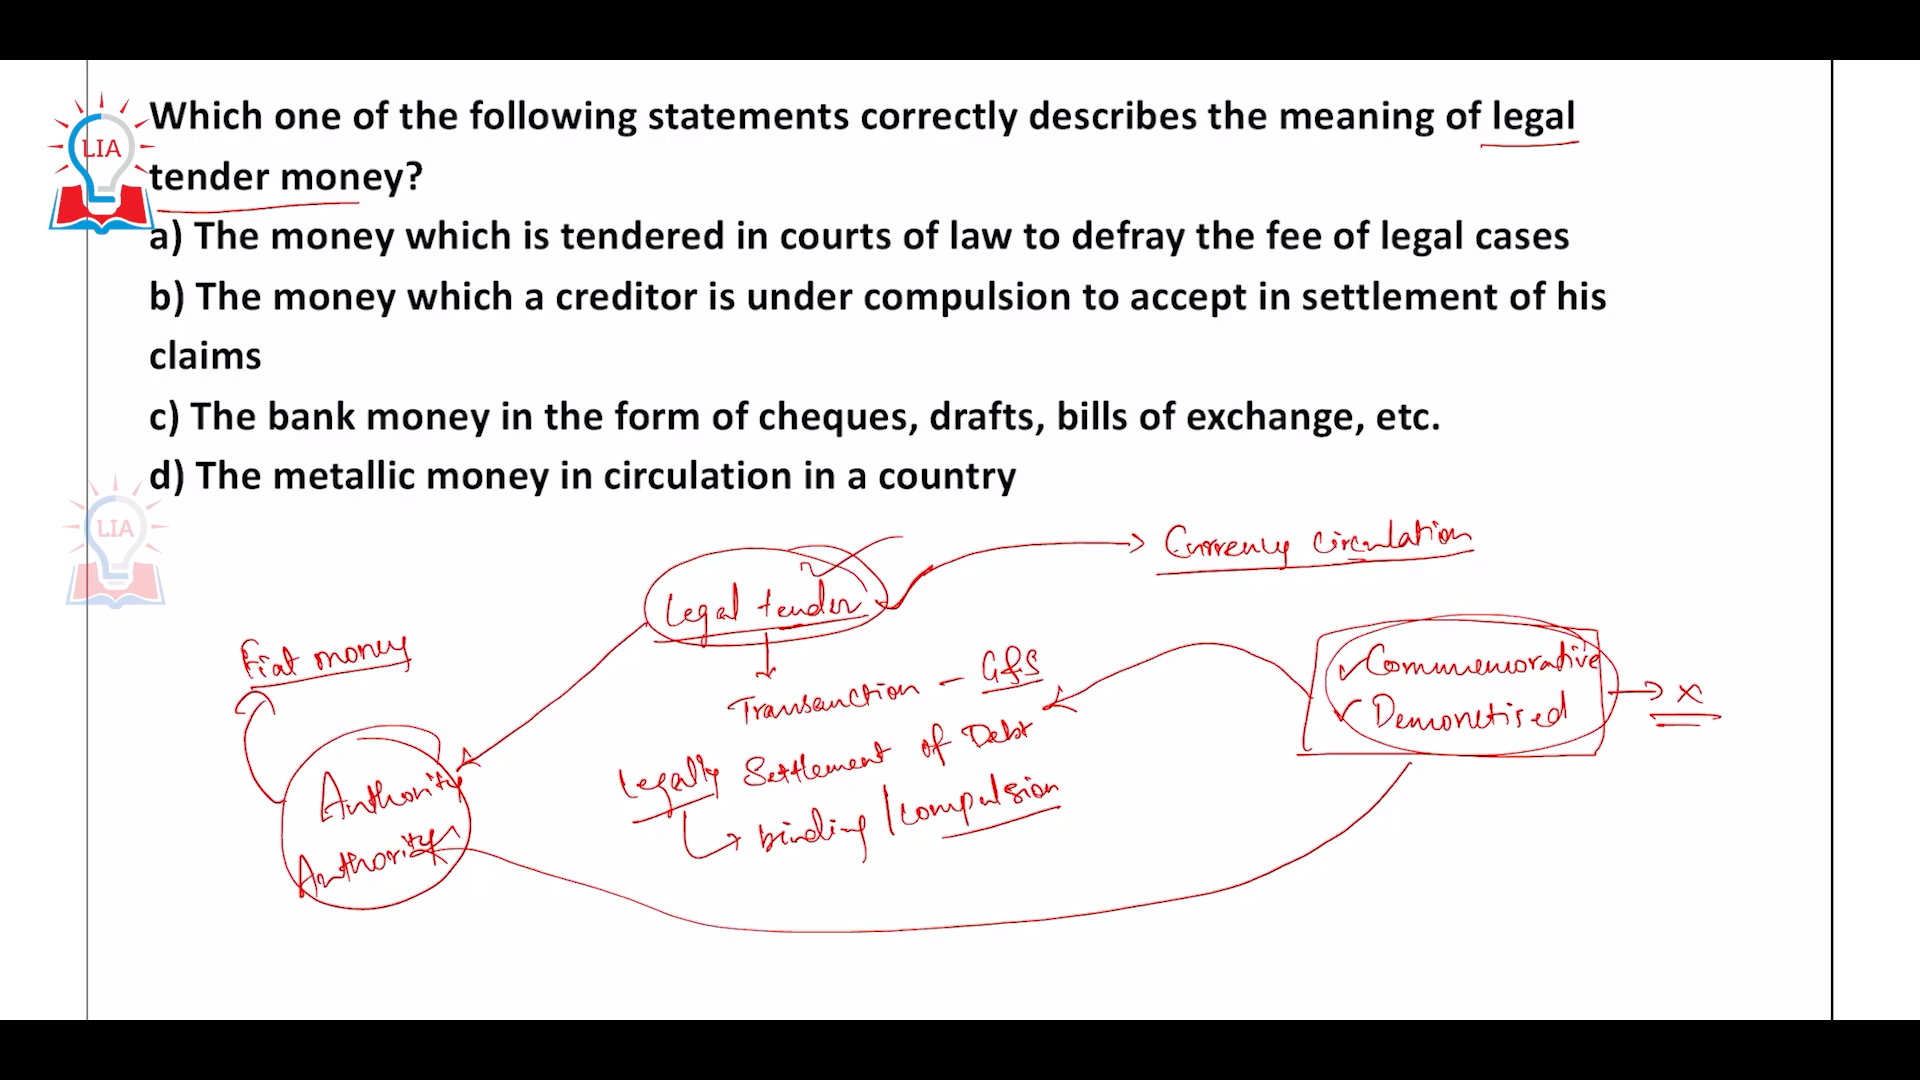 Which one of the following statements correctly describes the meaning of legal
tender money?
LIA
a) The money which is tendered in courts of law to defray the fee of legal cases
b) The money which a creditor is under compulsion to accept in settlement of his
claims
c) The bank money in the form of cheques, drafts, bills of exchange, etc.
d) The metallic money in circulation in a country
LIA
Currency circulation
Legal tender
Fiat money
Commemorative
Demonetised
x
Transanction - G&S
Legally Settlement of Debt
binding / compulsion
Authority
Authority